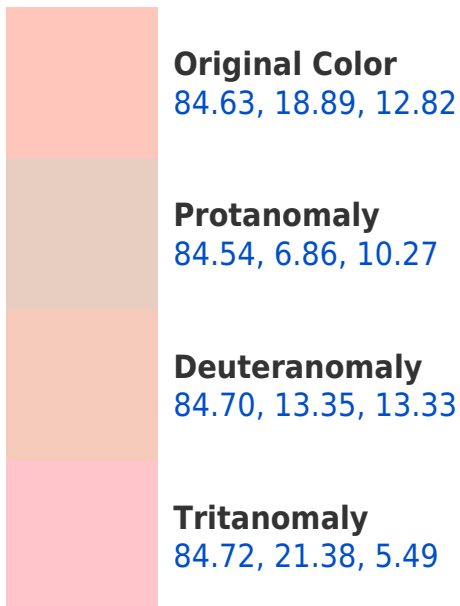 Original Color
84.63, 18.89, 12.82
Protanomaly
84.54, 6.86, 10.27
Deuteranomaly
84.70, 13.35, 13.33
Tritanomaly
84.72, 21.38, 5.49